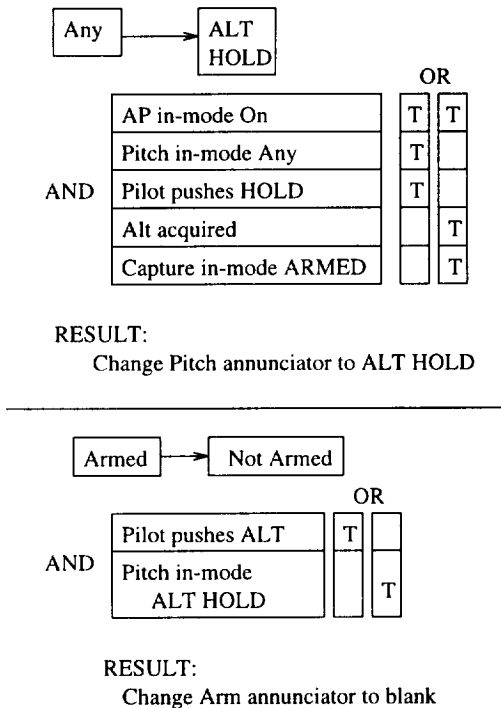 Any
ALT
HOLD
OR
AP in-mode On T T
Pitch in-mode Any T
AND Pilot pushes HOLD T
Alt acquired T
Capture in-mode ARMED T
RESULT:
Change Pitch annunciator to ALT HOLD
Armed Not Armed
OR
Pilot pushes ALT T
AND Pitch in-mode
ALT HOLD T
RESULT:
Change Arm annunciator to blank